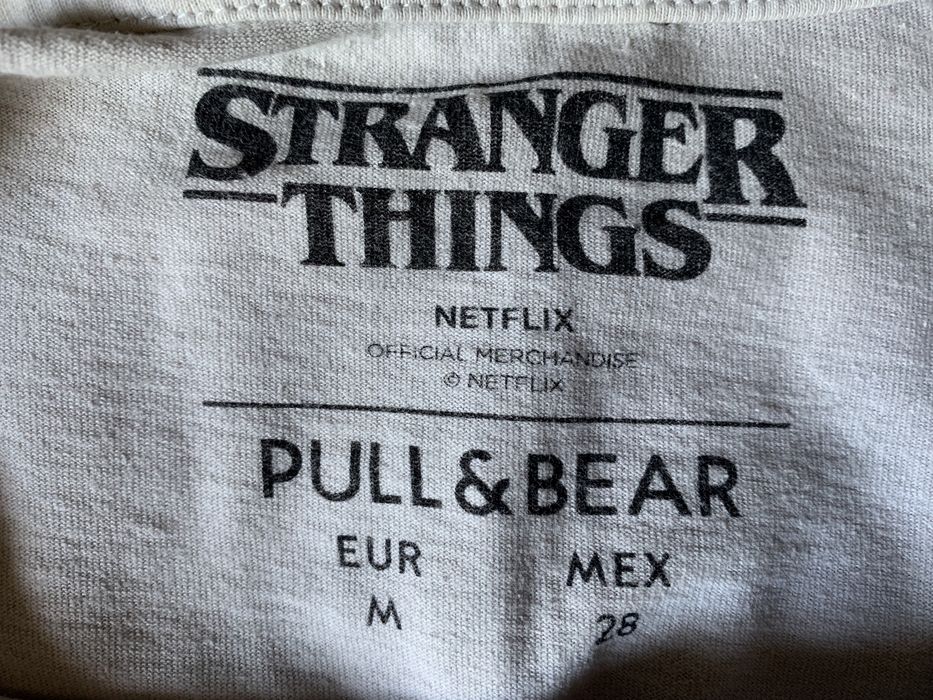 STRANGER
THINGS
NETFLIX
OFFICIAL MERCHANDISE
© NETFLIX
PULL&BEAR
EUR MEX
M 28